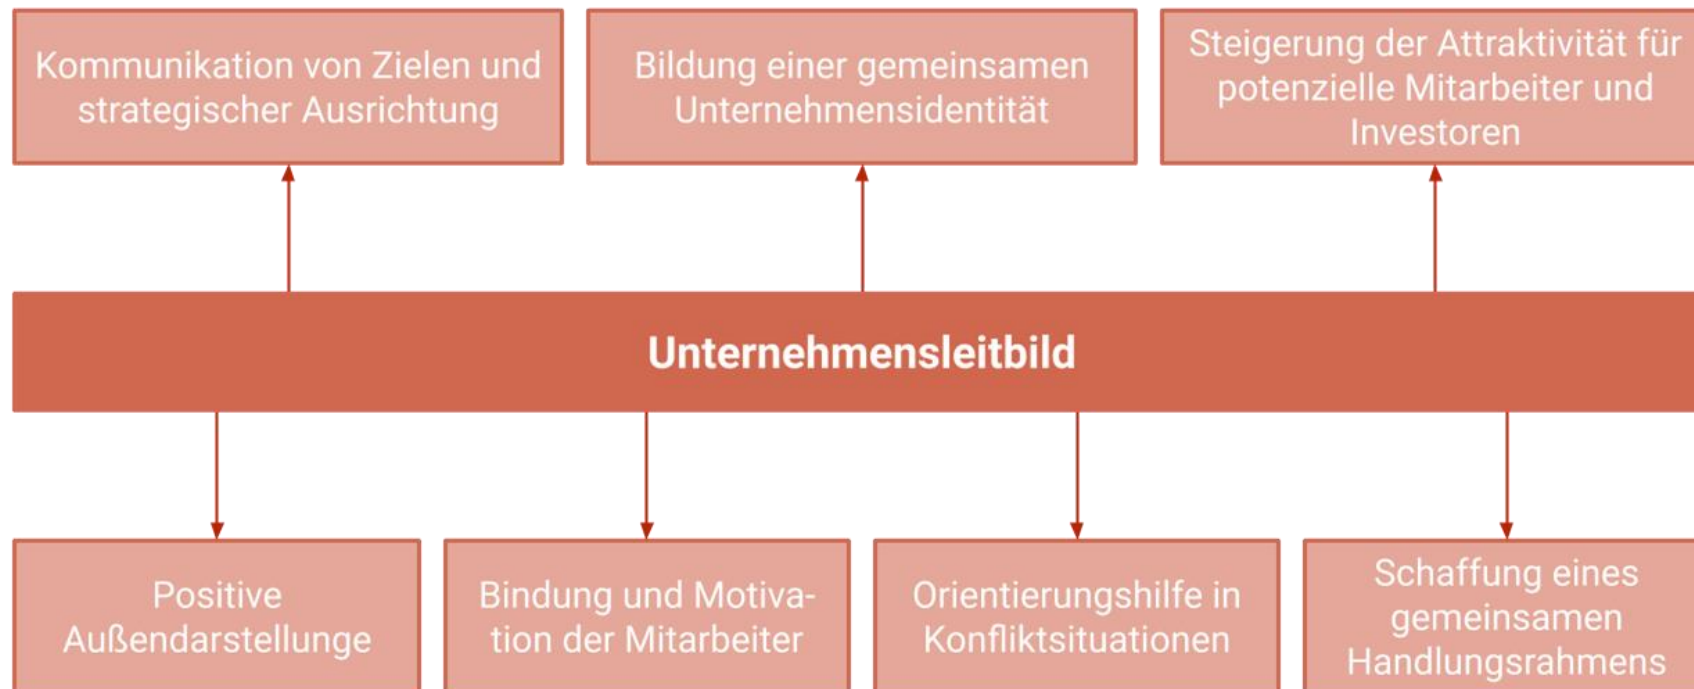 Kommunikation von Zielen und
strategischer Ausrichtung
Bildung einer gemeinsamen
Unternehmensidentität
Steigerung der Attraktivität für
potenzielle Mitarbeiter und
Investoren
Unternehmensleitbild
Positive
Außendarstellunge
Bindung und Motiva-
tion der Mitarbeiter
Orientierungshilfe in
Konfliktsituationen
Schaffung eines
gemeinsamen
Handlungsrahmens